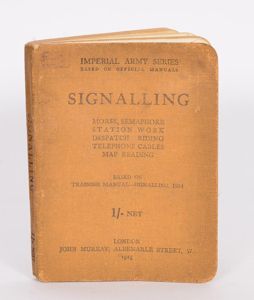 IMPERIAL ARMY SERIES
BASED ON OFFICIAL MANUALS
SIGNALLING
MORSE, SEMAPHORE
STATION WORK
DESPATCH RIDING
TELEPHONE CABLES
MAP READING
BASED ON
TRAINING MANUAL—SIGNALLING, 1914
1/- NET
LONDON
JOHN MURRAY, ALBEMARLE STREET, W.
SIGNALLING